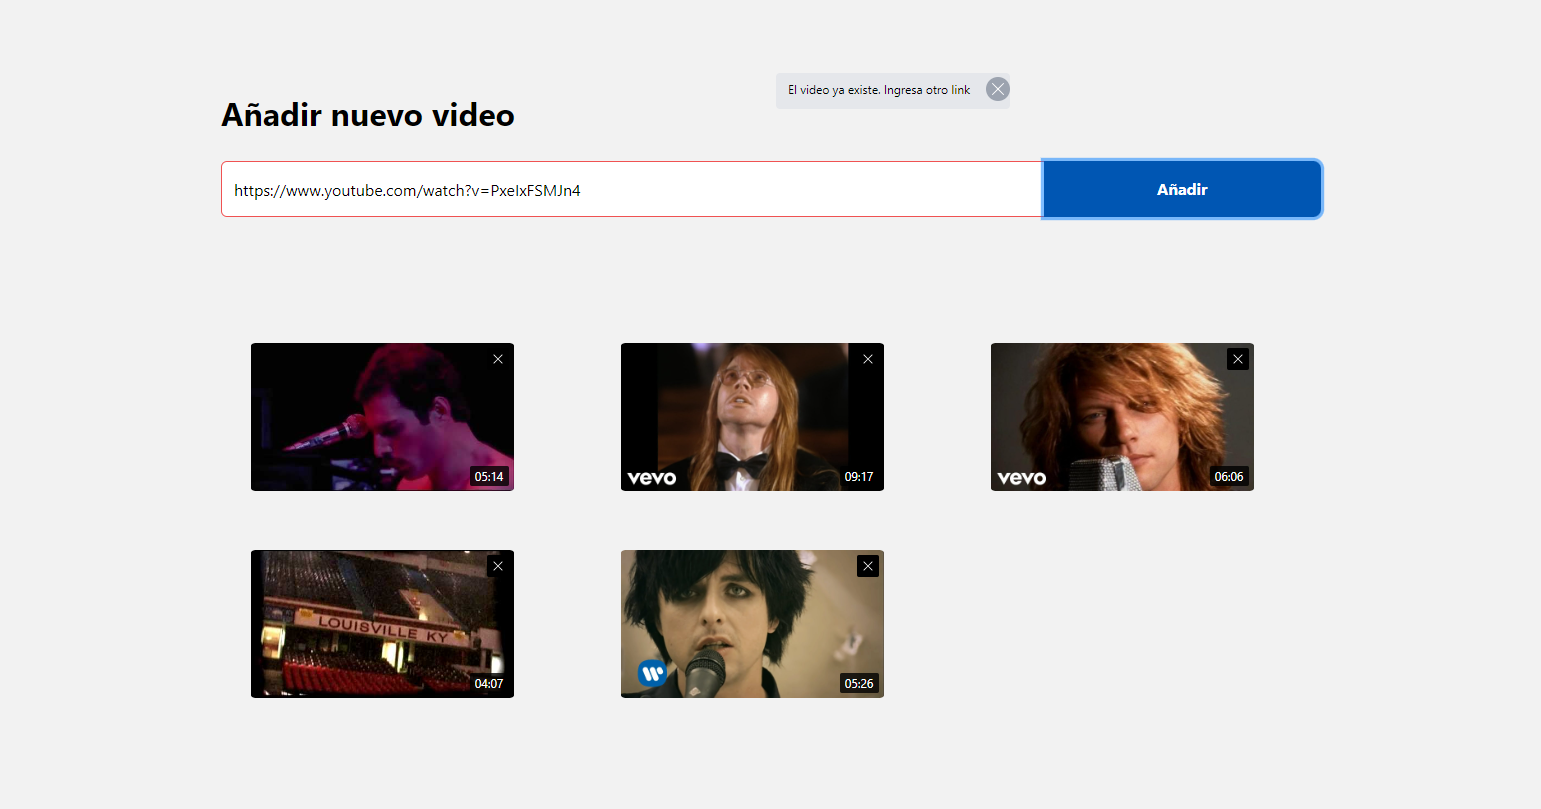 El video ya existe. Ingresa otro link
Añadir nuevo video
https://www.youtube.com/watch?v=PxeIxFSMJn4
Añadir
05:14
vevo
09:17
vevo
06:06
LOUISVILLE KY
04:07
05:26